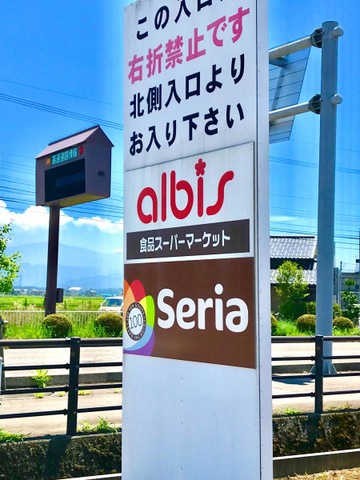 この入口は
右折禁止です
北側入口より
お入り下さい
albis
食品スーパーマーケット
100
Seria